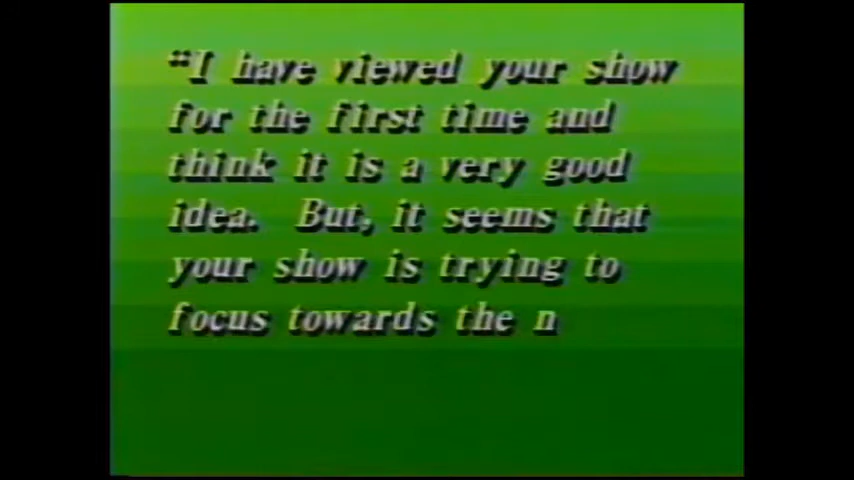 “I have viewed your show
for the first time and
think it is a very good
idea. But, it seems that
your show is trying to
focus towards the n